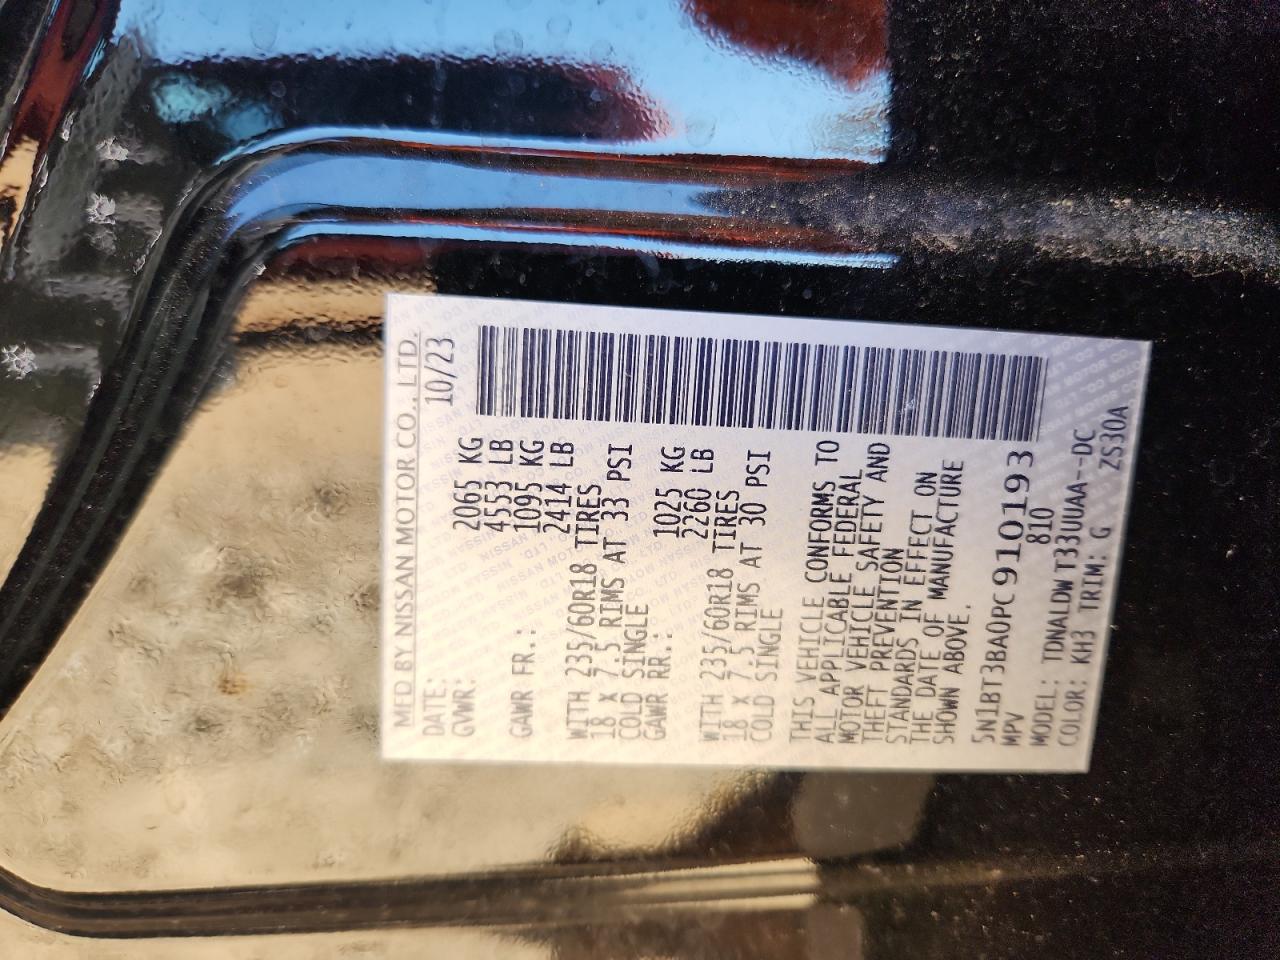 MFD BY NISSAN MOTOR CO., LTD.
DATE: 10/23
GVWR: 2065 KG
4553 LB
GAWR FR.: 1095 KG
2414 LB
WITH 235/60R18 TIRES
18 X 7.5 RIMS AT 33 PSI
COLD SINGLE
GAWR RR.: 1025 KG
2260 LB
WITH 235/60R18 TIRES
18 X 7.5 RIMS AT 30 PSI
COLD SINGLE
THIS VEHICLE CONFORMS TO
ALL APPLICABLE FEDERAL
MOTOR VEHICLE SAFETY AND
THEFT PREVENTION
STANDARDS IN EFFECT ON
THE DATE OF MANUFACTURE
SHOWN ABOVE.
5N1BT3BA0PC910193
MPV 810
MODEL: TDNALDW T33UUAA--DC
COLOR: KH3 TRIM: G ZS30A